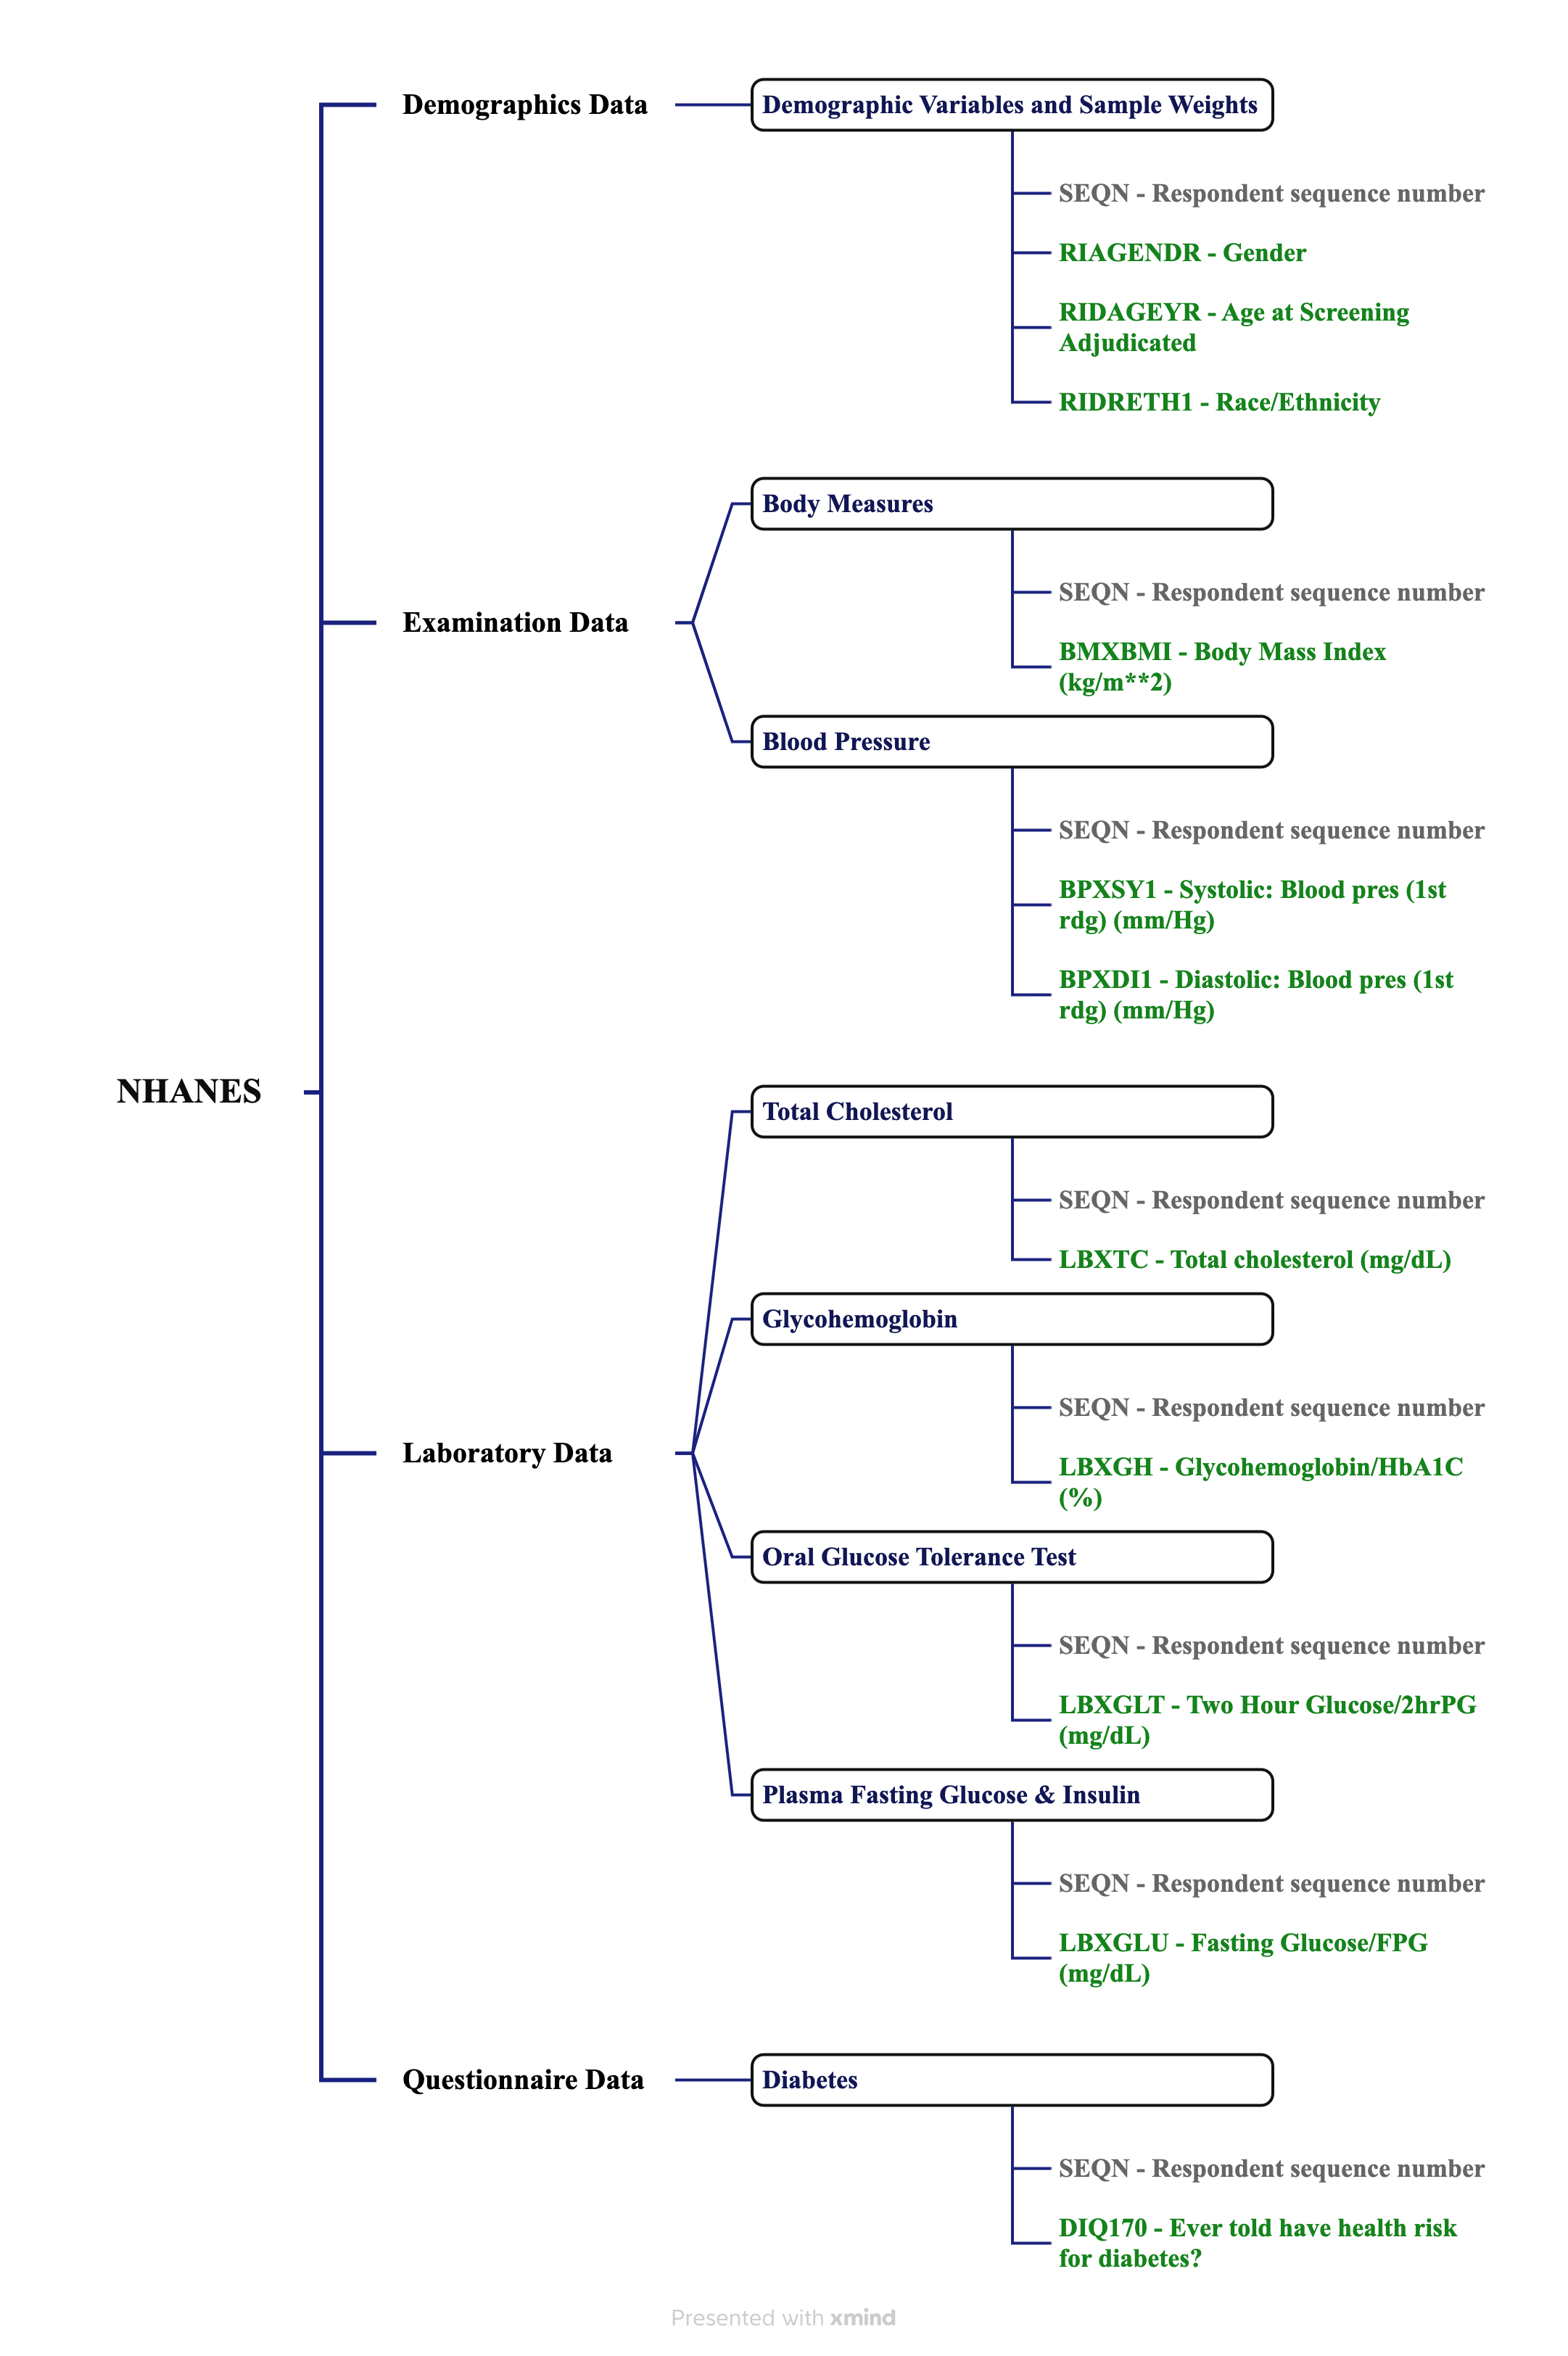 Demographics Data
Demographic Variables and Sample Weights
SEQN - Respondent sequence number
RIAGENDR - Gender
RIDAGEYR - Age at Screening
Adjudicated
RIDRETH1 - Race/Ethnicity
Examination Data
Body Measures
SEQN - Respondent sequence number
BMXBMI - Body Mass Index
(kg/m**2)
Blood Pressure
SEQN - Respondent sequence number
BPXSY1 - Systolic: Blood pres (1st
rdg) (mm/Hg)
BPXDI1 - Diastolic: Blood pres (1st
rdg) (mm/Hg)
NHANES
Laboratory Data
Total Cholesterol
SEQN - Respondent sequence number
LBXTC - Total cholesterol (mg/dL)
Glycohemoglobin
SEQN - Respondent sequence number
LBXGH - Glycohemoglobin/HbA1C
(%)
Oral Glucose Tolerance Test
SEQN - Respondent sequence number
LBXGLT - Two Hour Glucose/2hrPG
(mg/dL)
Plasma Fasting Glucose & Insulin
SEQN - Respondent sequence number
LBXGLU - Fasting Glucose/FPG
(mg/dL)
Questionnaire Data
Diabetes
SEQN - Respondent sequence number
DIQ170 - Ever told have health risk
for diabetes?
Presented with xmind